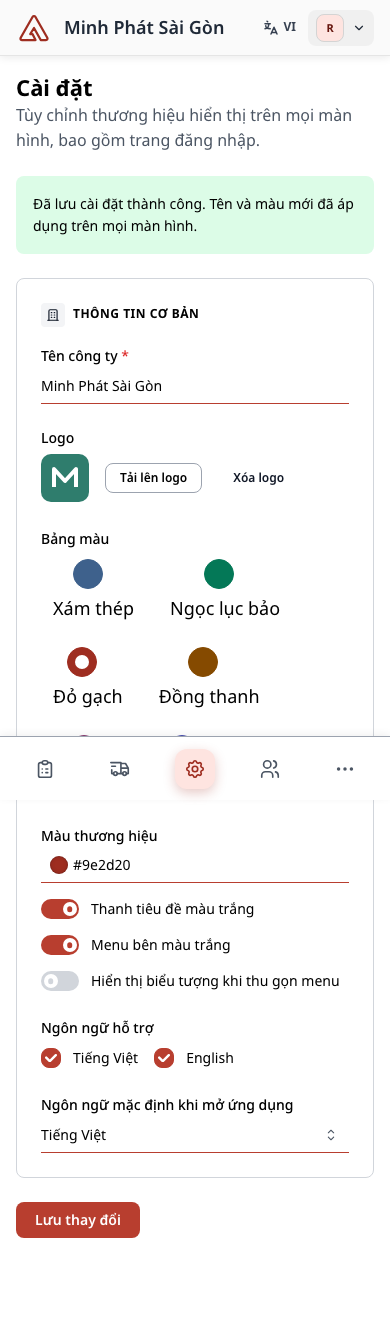 Minh Phát Sài Gòn
VI
R
Cài đặt
Tùy chỉnh thương hiệu hiển thị trên mọi màn
hình, bao gồm trang đăng nhập.
Đã lưu cài đặt thành công. Tên và màu mới đã áp
dụng trên mọi màn hình.
THÔNG TIN CƠ BẢN
Tên công ty *
Minh Phát Sài Gòn
Logo
M
Tải lên logo
Xóa logo
Bảng màu
Xám thép
Ngọc lục bảo
Đỏ gạch
Đồng thanh
Màu thương hiệu
#9e2d20
Thanh tiêu đề màu trắng
Menu bên màu trắng
Hiển thị biểu tượng khi thu gọn menu
Ngôn ngữ hỗ trợ
Tiếng Việt
English
Ngôn ngữ mặc định khi mở ứng dụng
Tiếng Việt
Lưu thay đổi